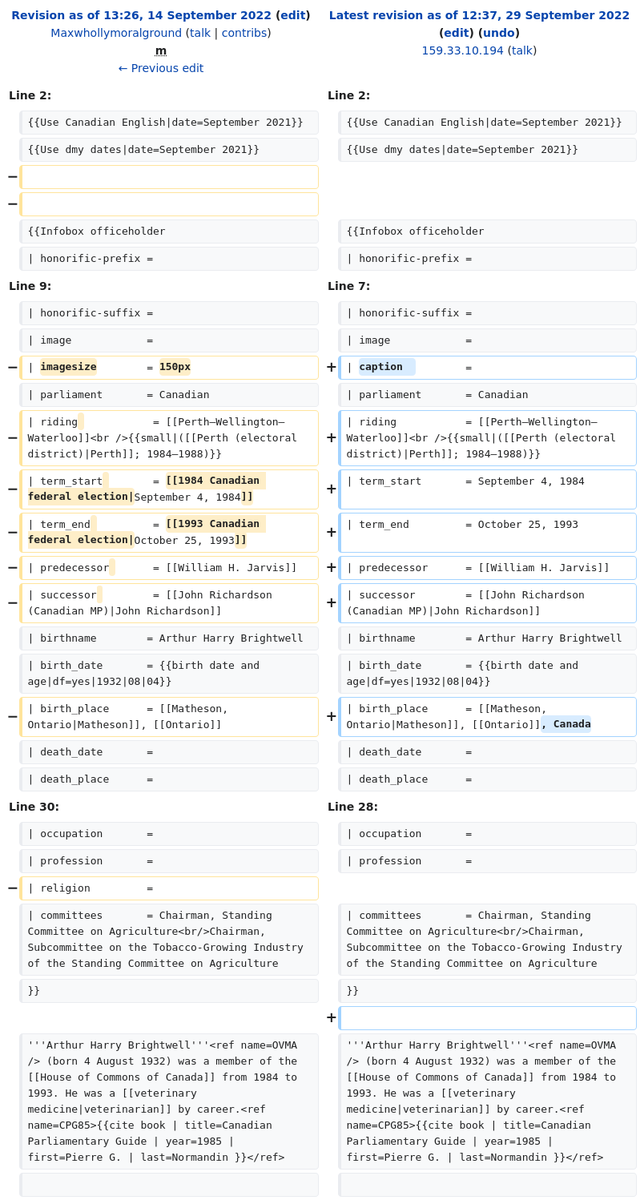 Revision as of 13:26, 14 September 2022 (edit)
Maxwhollymoralground (talk | contribs)
m
← Previous edit
Latest revision as of 12:37, 29 September 2022
(edit) (undo)
159.33.10.194 (talk)
Line 2:
Line 2:
{{Use Canadian English|date=September 2021}}
{{Use Canadian English|date=September 2021}}
{{Use dmy dates|date=September 2021}}
{{Use dmy dates|date=September 2021}}
−
−
{{Infobox officeholder
{{Infobox officeholder
| honorific-prefix =
| honorific-prefix =
Line 9:
Line 7:
| honorific-suffix =
| honorific-suffix =
| image =
| image =
− | imagesize = 150px
+ | caption =
| parliament = Canadian
| parliament = Canadian
− | riding = [[Perth—Wellington—
Waterloo]]<br />{{small|([[Perth (electoral
district)|Perth]]; 1984–1988)}}
+ | riding = [[Perth—Wellington—
Waterloo]]<br />{{small|([[Perth (electoral
district)|Perth]]; 1984–1988)}}
− | term_start = [[1984 Canadian
federal election|September 4, 1984]]
+ | term_start = September 4, 1984
− | term_end = [[1993 Canadian
federal election|October 25, 1993]]
+ | term_end = October 25, 1993
− | predecessor = [[William H. Jarvis]]
+ | predecessor = [[William H. Jarvis]]
− | successor = [[John Richardson
(Canadian MP)|John Richardson]]
+ | successor = [[John Richardson
(Canadian MP)|John Richardson]]
| birthname = Arthur Harry Brightwell
| birthname = Arthur Harry Brightwell
| birth_date = {{birth date and
age|df=yes|1932|08|04}}
| birth_date = {{birth date and
age|df=yes|1932|08|04}}
− | birth_place = [[Matheson,
Ontario|Matheson]], [[Ontario]]
+ | birth_place = [[Matheson,
Ontario|Matheson]], [[Ontario]], Canada
| death_date =
| death_date =
| death_place =
| death_place =
Line 30:
Line 28:
| occupation =
| occupation =
| profession =
| profession =
− | religion =
| committees = Chairman, Standing
Committee on Agriculture<br/>Chairman,
Subcommittee on the Tobacco-Growing Industry
of the Standing Committee on Agriculture
| committees = Chairman, Standing
Committee on Agriculture<br/>Chairman,
Subcommittee on the Tobacco-Growing Industry
of the Standing Committee on Agriculture
}}
}}
+
'''Arthur Harry Brightwell'''<ref name=OVMA
/> (born 4 August 1932) was a member of the
[[House of Commons of Canada]] from 1984 to
1993. He was a [[veterinary
medicine|veterinarian]] by career.<ref
name=CPG85>{{cite book | title=Canadian
Parliamentary Guide | year=1985 |
first=Pierre G. | last=Normandin }}</ref>
'''Arthur Harry Brightwell'''<ref name=OVMA
/> (born 4 August 1932) was a member of the
[[House of Commons of Canada]] from 1984 to
1993. He was a [[veterinary
medicine|veterinarian]] by career.<ref
name=CPG85>{{cite book | title=Canadian
Parliamentary Guide | year=1985 |
first=Pierre G. | last=Normandin }}</ref>